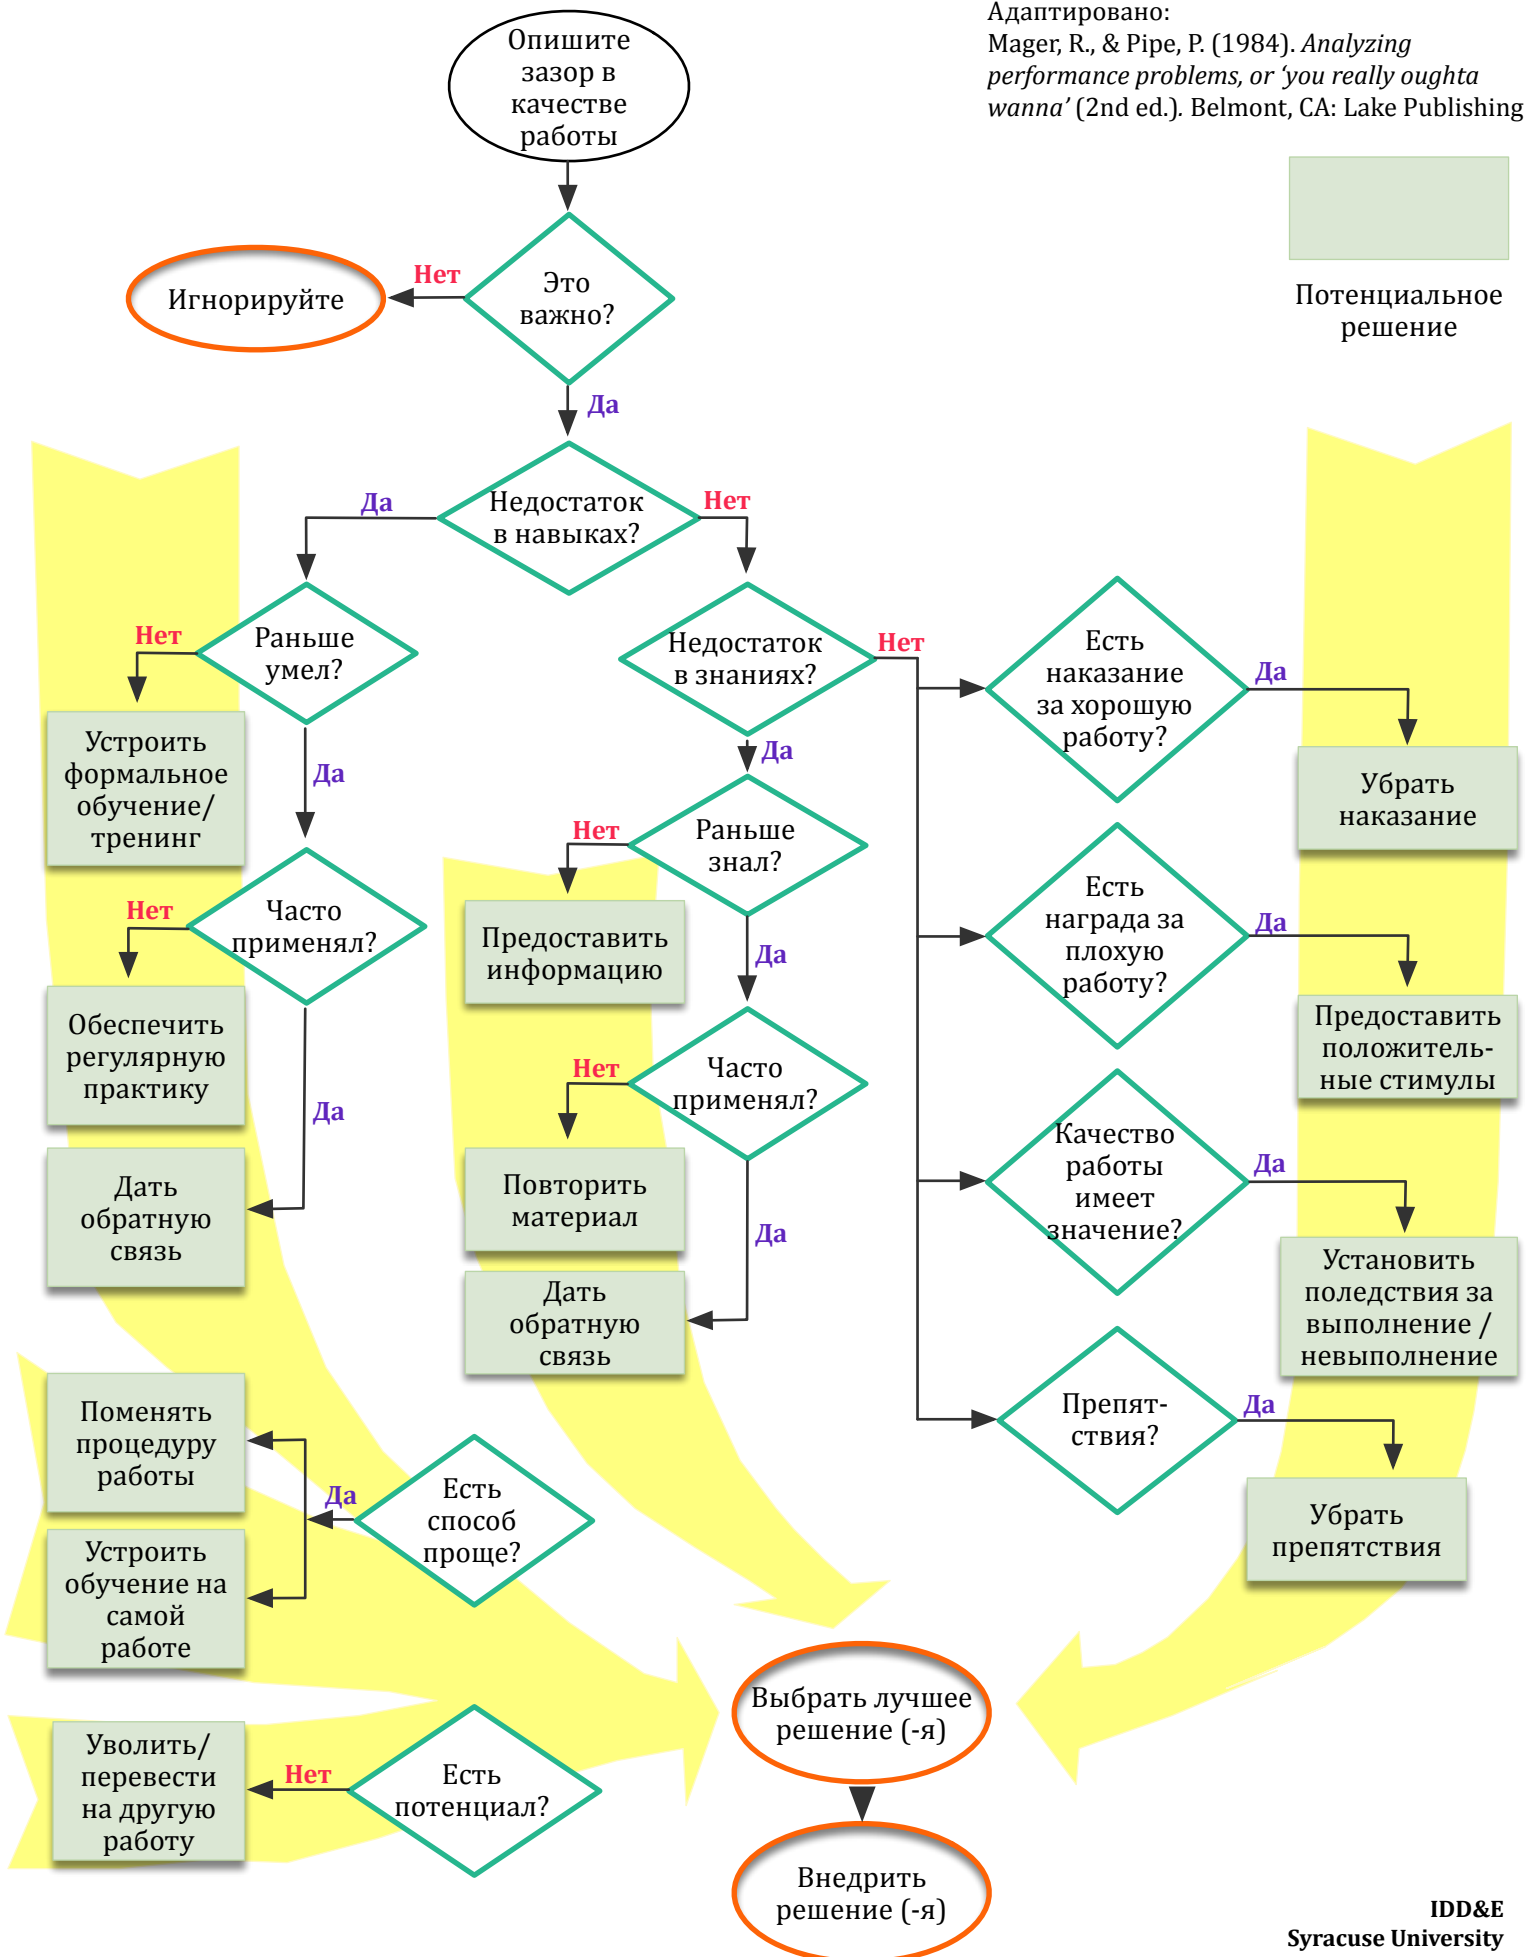 Адаптировано:
Mager, R., & Pipe, P. (1984). Analyzing
performance problems, or ‘you really oughta
wanna’ (2nd ed.). Belmont, CA: Lake Publishing
Потенциальное
решение
Опишите
зазор в
качестве
работы
Это
важно?
Нет
Игнорируйте
Да
Недостаток
в навыках?
Да
Нет
Раньше
умел?
Нет
Устроить
формальное
обучение/
тренинг
Да
Часто
применял?
Нет
Обеспечить
регулярную
практику
Да
Дать
обратную
связь
Недостаток
в знаниях?
Нет
Да
Раньше
знал?
Нет
Предоставить
информацию
Да
Часто
применял?
Нет
Повторить
материал
Да
Дать
обратную
связь
Есть
наказание
за хорошую
работу?
Да
Убрать
наказание
Есть
награда за
плохую
работу?
Да
Предоставить
положитель-
ные стимулы
Качество
работы
имеет
значение?
Да
Установить
поледствия за
выполнение /
невыполнение
Препят-
ствия?
Да
Убрать
препятствия
Поменять
процедуру
работы
Есть
способ
проще?
Да
Устроить
обучение на
самой
работе
Есть
потенциал?
Нет
Уволить/
перевести
на другую
работу
Выбрать лучшее
решение (-я)
Внедрить
решение (-я)
IDD&E
Syracuse University